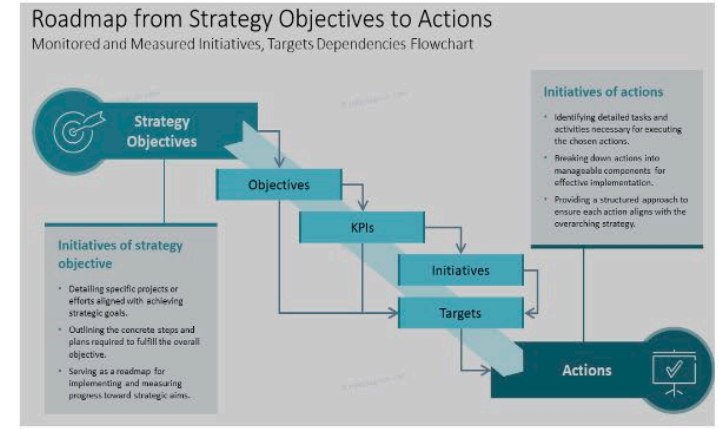 Roadmap from Strategy Objectives to Actions
Monitored and Measured Initiatives, Targets Dependencies Flowchart
Strategy
Objectives
Objectives
KPIs
Initiatives
Targets
Actions
Initiatives of strategy
objective
• Detailing specific projects or
efforts aligned with achieving
strategic goals.
• Outlining the concrete steps and
plans required to fulfill the overall
objective.
• Serving as a roadmap for
implementing and measuring
progress toward strategic aims.
Initiatives of actions
• Identifying detailed tasks and
activities necessary for executing
the chosen actions.
• Breaking down actions into
manageable components for
effective implementation.
• Providing a structured approach to
ensure each action aligns with the
overarching strategy.